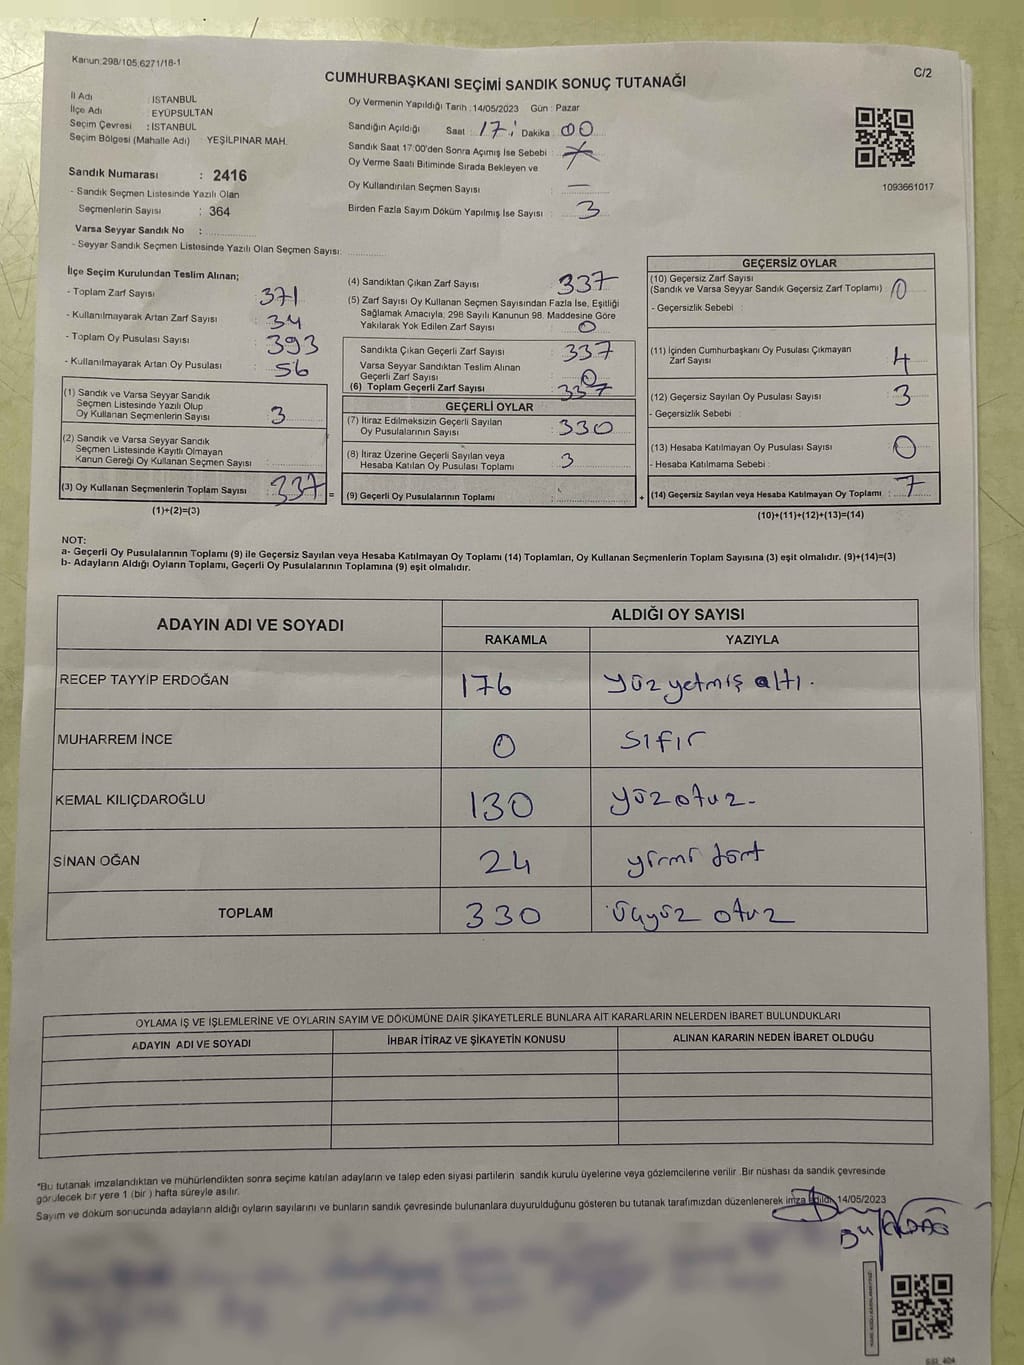 Kanun:298/105,6271/18-1
C/2
CUMHURBAŞKANI SEÇİMİ SANDIK SONUÇ TUTANAĞI
İl Adı : İSTANBUL
İlçe Adı : EYÜPSULTAN
Seçim Çevresi : İSTANBUL
Seçim Bölgesi (Mahalle Adı) YEŞİLPINAR MAH.
Sandık Numarası : 2416
- Sandık Seçmen Listesinde Yazılı Olan
Seçmenlerin Sayısı : 364
Varsa Seyyar Sandık No :
- Seyyar Sandık Seçmen Listesinde Yazılı Olan Seçmen Sayısı:
Oy Vermenin Yapıldığı Tarih :14/05/2023 Gün : Pazar
Sandığın Açıldığı Saat : 17: Dakika 00
Sandık Saat 17:00'den Sonra Açımış İse Sebebi :
Oy Verme Saati Bitiminde Sırada Bekleyen ve
Oy Kullandırılan Seçmen Sayısı : —
Birden Fazla Sayım Döküm Yapılmış İse Sayısı : 3
1093661017
İlçe Seçim Kurulundan Teslim Alınan;
- Toplam Zarf Sayısı : 371
- Kullanılmayarak Artan Zarf Sayısı : 34
- Toplam Oy Pusulası Sayısı : 393
- Kullanılmayarak Artan Oy Pusulası : 56
(1) Sandık ve Varsa Seyyar Sandık
Seçmen Listesinde Yazılı Olup
Oy Kullanan Seçmenlerin Sayısı : 3
(2) Sandık ve Varsa Seyyar Sandık
Seçmen Listesinde Kayıtlı Olmayan
Kanun Gereği Oy Kullanan Seçmen Sayısı :
(3) Oy Kullanan Seçmenlerin Toplam Sayısı : 337
(1)+(2)=(3)
=
(4) Sandıktan Çıkan Zarf Sayısı : 337
(5) Zarf Sayısı Oy Kullanan Seçmen Sayısından Fazla İse, Eşitliği
Sağlamak Amacıyla, 298 Sayılı Kanunun 98. Maddesine Göre
Yakılarak Yok Edilen Zarf Sayısı : 0
Sandıkta Çıkan Geçerli Zarf Sayısı : 337
Varsa Seyyar Sandıktan Teslim Alınan
Geçerli Zarf Sayısı : 0
(6) Toplam Geçerli Zarf Sayısı : 337
GEÇERLİ OYLAR
(7) İtiraz Edilmeksizin Geçerli Sayılan
Oy Pusulalarının Sayısı : 330
(8) İtiraz Üzerine Geçerli Sayılan veya
Hesaba Katılan Oy Pusulası Toplamı : 3
(9) Geçerli Oy Pusulalarının Toplamı :
+
GEÇERSİZ OYLAR
(10) Geçersiz Zarf Sayısı
(Sandık ve Varsa Seyyar Sandık Geçersiz Zarf Toplamı) : 0
- Geçersizlik Sebebi :
(11) İçinden Cumhurbaşkanı Oy Pusulası Çıkmayan
Zarf Sayısı : 4
(12) Geçersiz Sayılan Oy Pusulası Sayısı : 3
- Geçersizlik Sebebi :
(13) Hesaba Katılmayan Oy Pusulası Sayısı : 0
- Hesaba Katılmama Sebebi :
(14) Geçersiz Sayılan veya Hesaba Katılmayan Oy Toplamı : 7
(10)+(11)+(12)+(13)=(14)
NOT:
a- Geçerli Oy Pusulalarının Toplamı (9) ile Geçersiz Sayılan veya Hesaba Katılmayan Oy Toplamı (14) Toplamları, Oy Kullanan Seçmenlerin Toplam Sayısına (3) eşit olmalıdır. (9)+(14)=(3)
b- Adayların Aldığı Oyların Toplamı, Geçerli Oy Pusulalarının Toplamına (9) eşit olmalıdır.
ADAYIN ADI VE SOYADI ALDIĞI OY SAYISI
RAKAMLA YAZIYLA
RECEP TAYYİP ERDOĞAN 176 yüz yetmiş altı.
MUHARREM İNCE 0 sıfır
KEMAL KILIÇDAROĞLU 130 yüz otuz-
SİNAN OĞAN 24 yirmi dört
TOPLAM 330 üçyüz otuz
OYLAMA İŞ VE İŞLEMLERİNE VE OYLARIN SAYIM VE DÖKÜMÜNE DAİR ŞİKAYETLERLE BUNLARA AİT KARARLARIN NELERDEN İBARET BULUNDUKLARI
ADAYIN ADI VE SOYADI İHBAR İTİRAZ VE ŞİKAYETİN KONUSU ALINAN KARARIN NEDEN İBARET OLDUĞU
*Bu tutanak imzalandıktan ve mühürlendikten sonra seçime katılan adayların ve talep eden siyasi partilerin sandık kurulu üyelerine veya gözlemcilerine verilir .Bir nüshası da sandık çevresinde
görülecek bir yere 1 (bir ) hafta süreyle asılır.
Sayım ve döküm sonucunda adayların aldığı oyların sayılarını ve bunların sandık çevresinde bulunanlara duyurulduğunu gösteren bu tutanak tarafımızdan düzenlenerek imza edildi. 14/05/2023